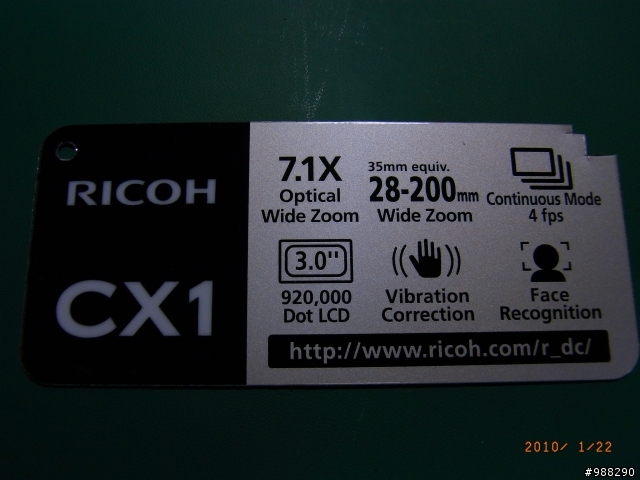 RICOH
CX1
7.1X
Optical
Wide Zoom
35mm equiv.
28-200mm
Wide Zoom
Continuous Mode
4 fps
3.0"
920,000
Dot LCD
Vibration
Correction
Face
Recognition
http://www.ricoh.com/r_dc/
2010/ 1/22
#988290